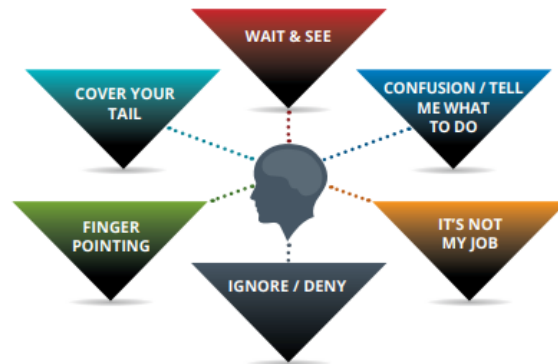 WAIT & SEE
COVER YOUR
TAIL
CONFUSION / TELL
ME WHAT
TO DO
FINGER
POINTING
IT'S NOT
MY JOB
IGNORE / DENY